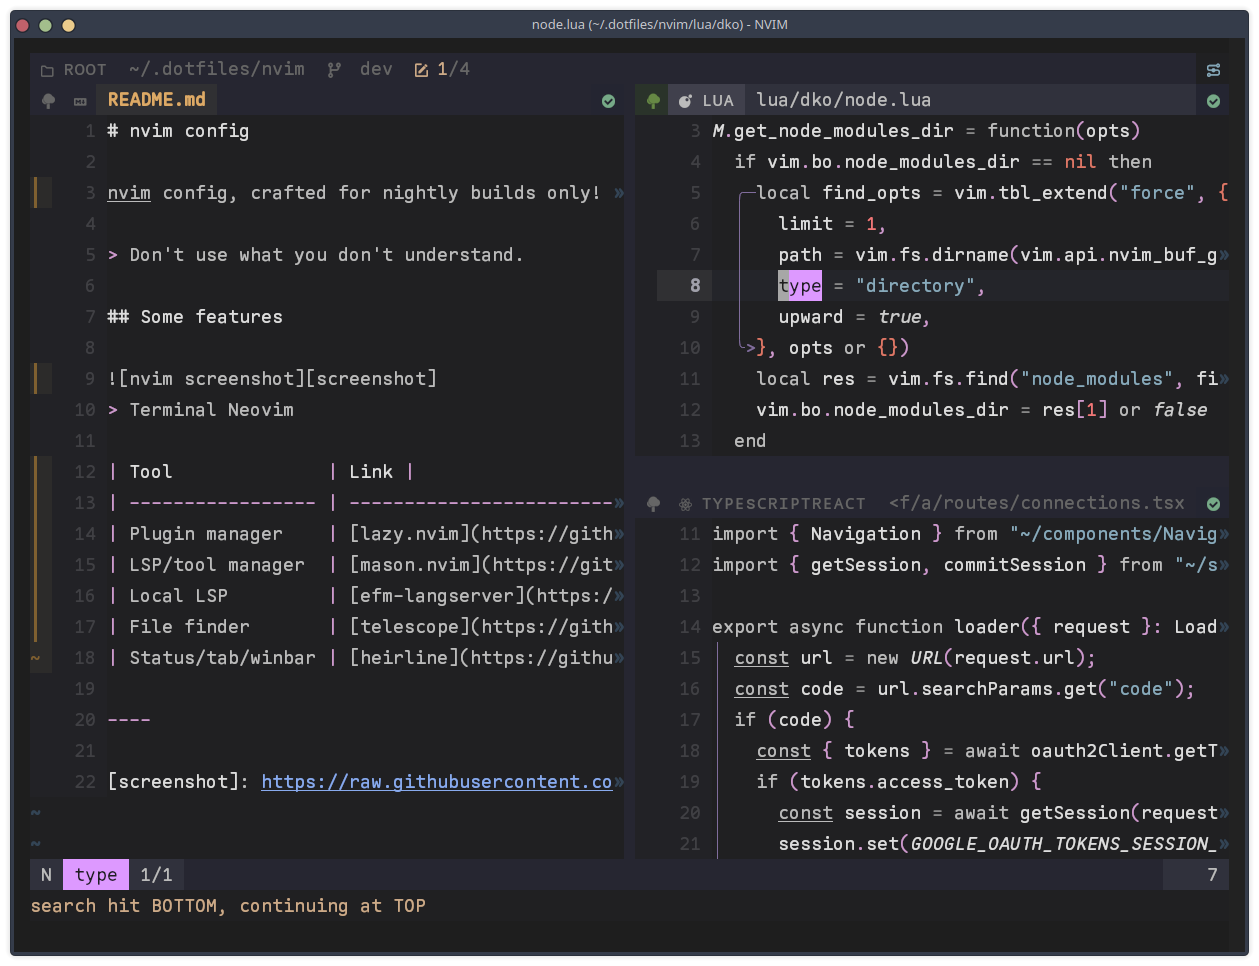 node.lua (~/.dotfiles/nvim/lua/dko) - NVIM
ROOT ~/.dotfiles/nvim dev 1/4
README.md
1 # nvim config
2
3 nvim config, crafted for nightly builds only! »
4
5 > Don't use what you don't understand.
6
7 ## Some features
8
9 ![nvim screenshot][screenshot]
10 > Terminal Neovim
11
12 | Tool | Link |
13 | ----------------- | ------------------------»
14 | Plugin manager | [lazy.nvim](https://gith»
15 | LSP/tool manager | [mason.nvim](https://git»
16 | Local LSP | [efm-langserver](https:/»
17 | File finder | [telescope](https://gith»
~ 18 | Status/tab/winbar | [heirline](https://githu»
19
20 ----
21
22 [screenshot]: https://raw.githubusercontent.co»
~
~
LUA lua/dko/node.lua
3 M.get_node_modules_dir = function(opts)
4 if vim.bo.node_modules_dir == nil then
5 local find_opts = vim.tbl_extend("force", {
6 limit = 1,
7 path = vim.fs.dirname(vim.api.nvim_buf_g»
8 type = "directory",
9 upward = true,
10 >}, opts or {})
11 local res = vim.fs.find("node_modules", fi»
12 vim.bo.node_modules_dir = res[1] or false
13 end
TYPESCRIPTREACT <f/a/routes/connections.tsx
11 import { Navigation } from "~/components/Navig»
12 import { getSession, commitSession } from "~/s»
13
14 export async function loader({ request }: Load»
15 const url = new URL(request.url);
16 const code = url.searchParams.get("code");
17 if (code) {
18 const { tokens } = await oauth2Client.getT»
19 if (tokens.access_token) {
20 const session = await getSession(request»
21 session.set(GOOGLE_OAUTH_TOKENS_SESSION_»
N type 1/1 7
search hit BOTTOM, continuing at TOP